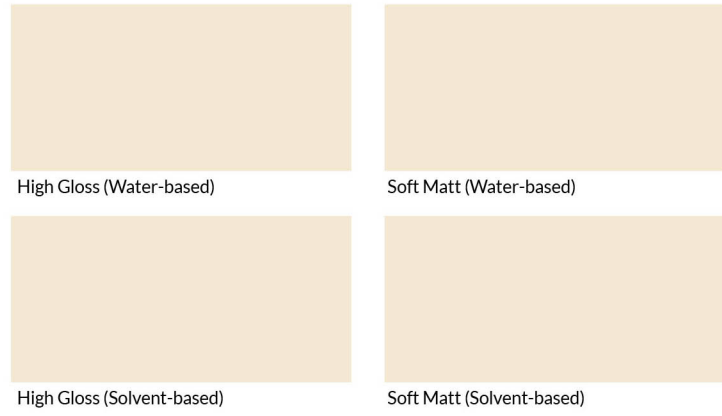 High Gloss (Water-based)
Soft Matt (Water-based)
High Gloss (Solvent-based)
Soft Matt (Solvent-based)